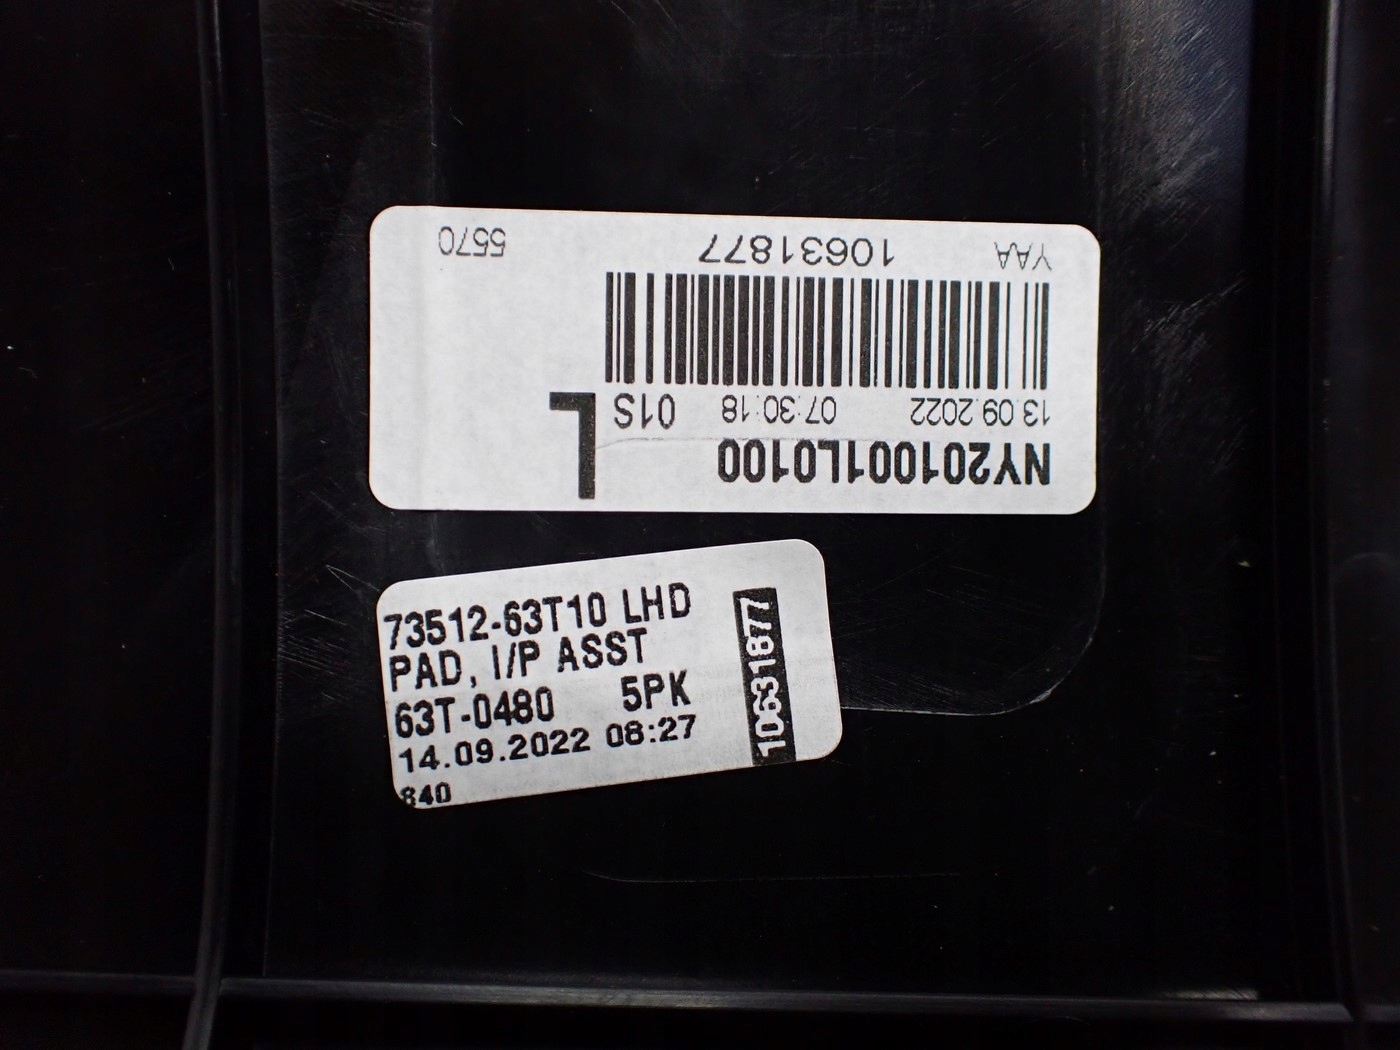 NY201001L0100
13.09.2022 07:30:18 01S L
YAA 10631877 5570
73512-63T10 LHD
PAD, I/P ASST
63T-0480 5PK
14.09.2022 08:27
840
10631877